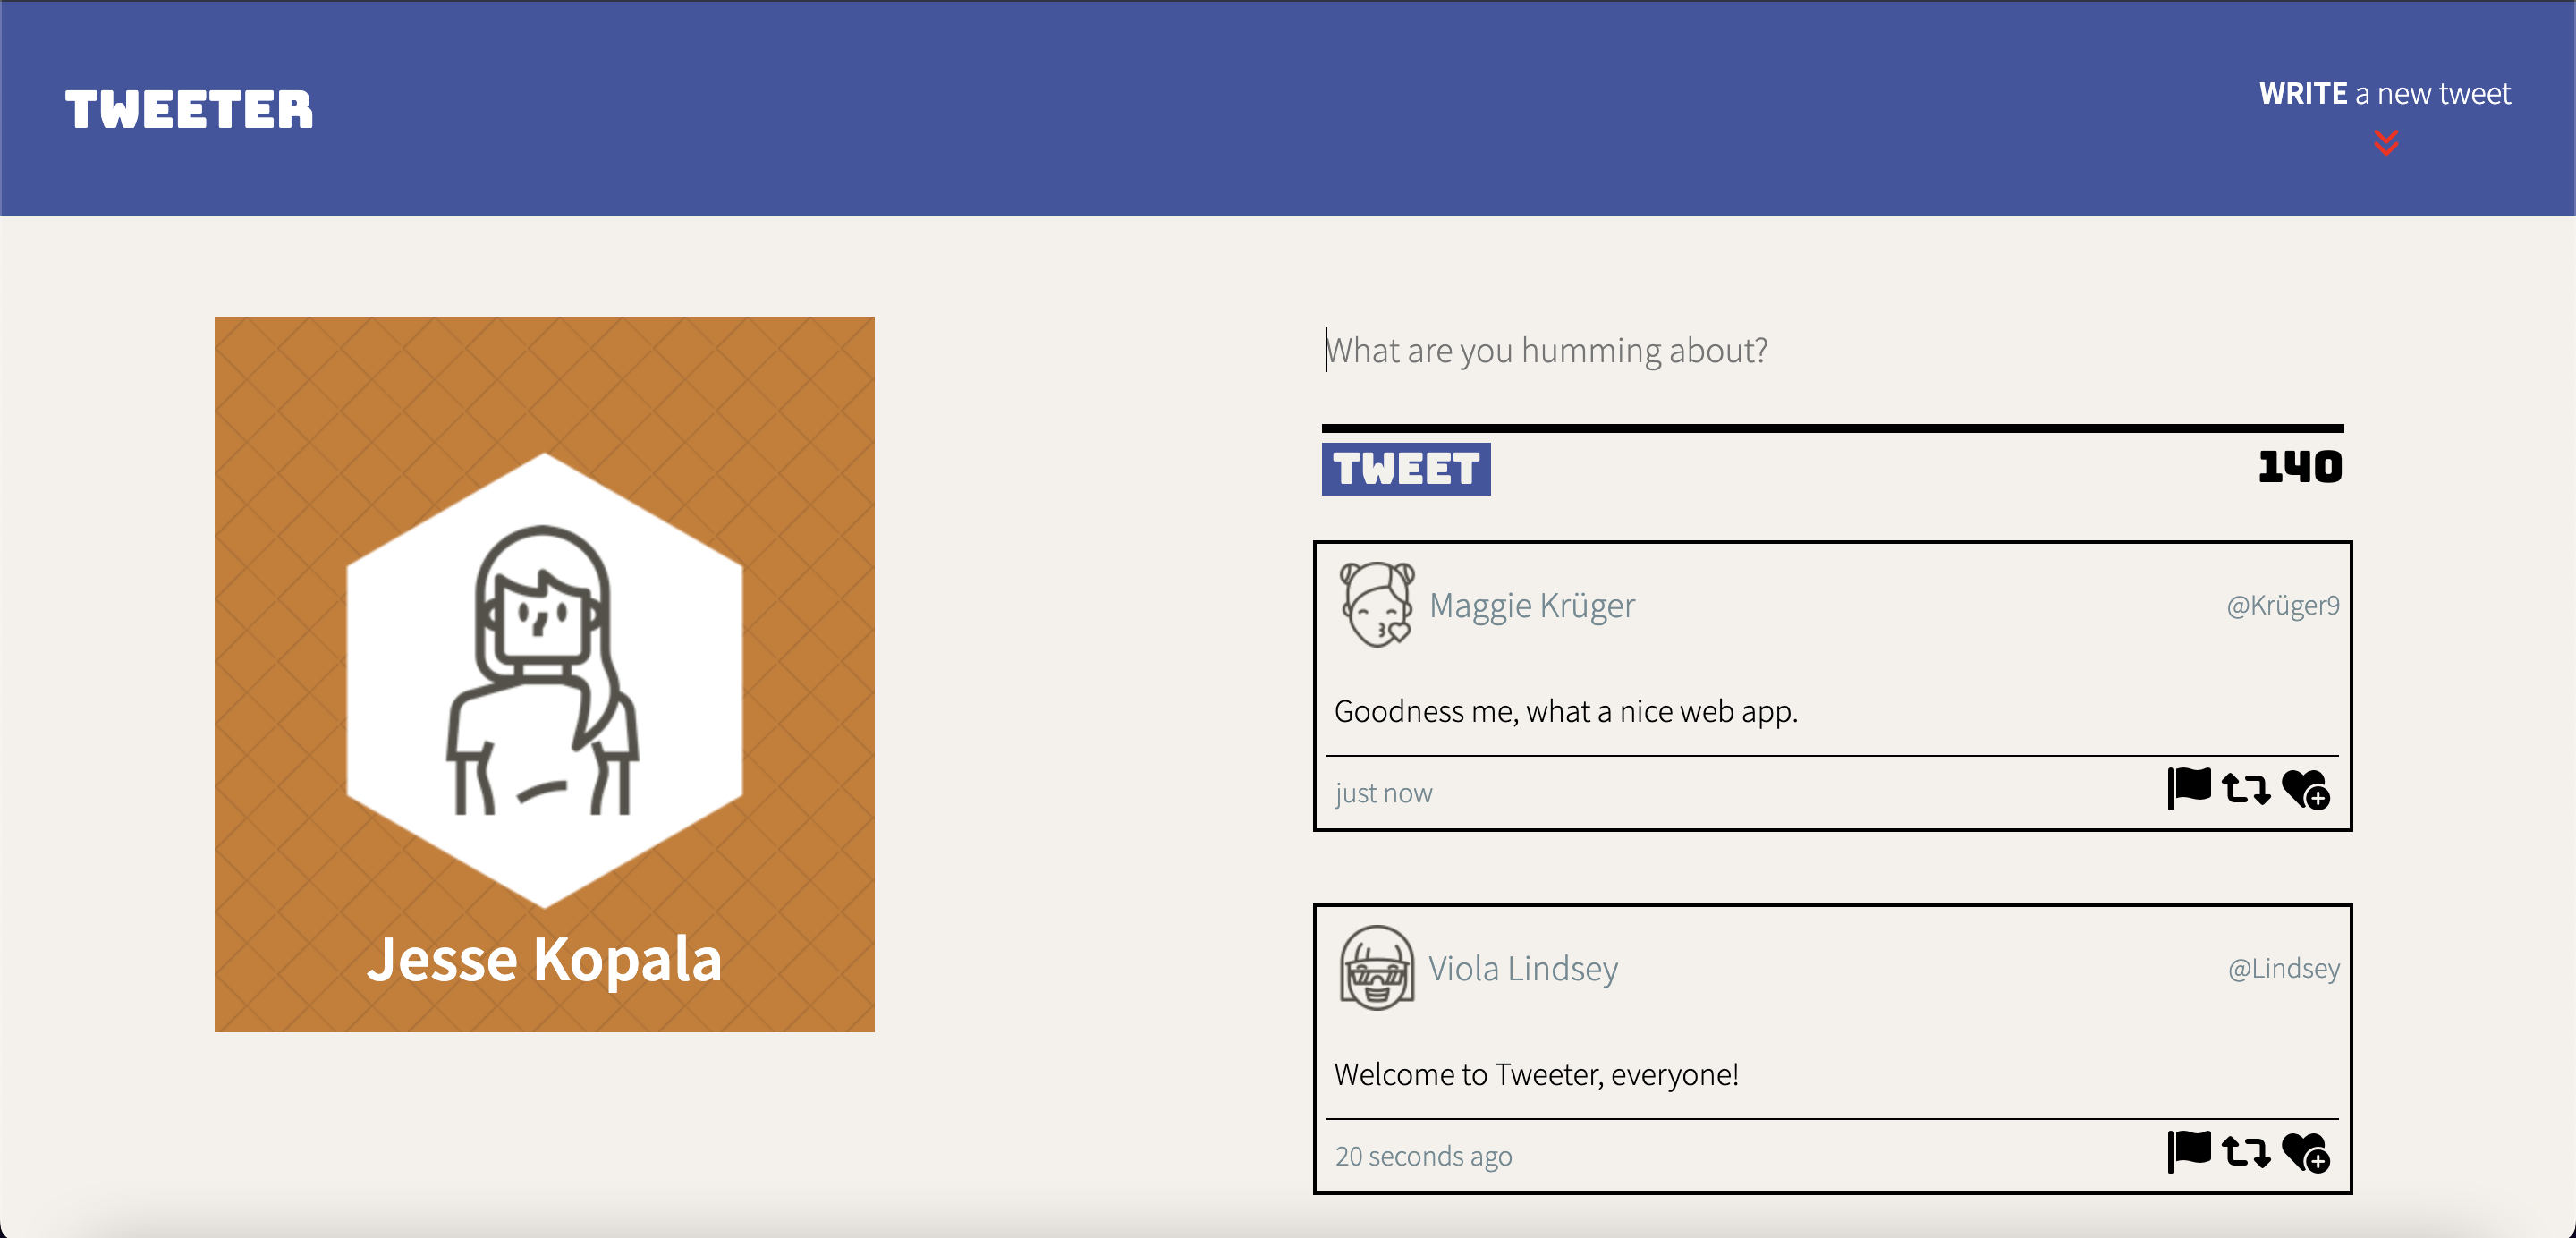 TWEETER
WRITE a new tweet
Jesse Kopala
What are you humming about?
TWEET
140
Maggie Krüger
@Krüger9
Goodness me, what a nice web app.
just now
Viola Lindsey
@Lindsey
Welcome to Tweeter, everyone!
20 seconds ago